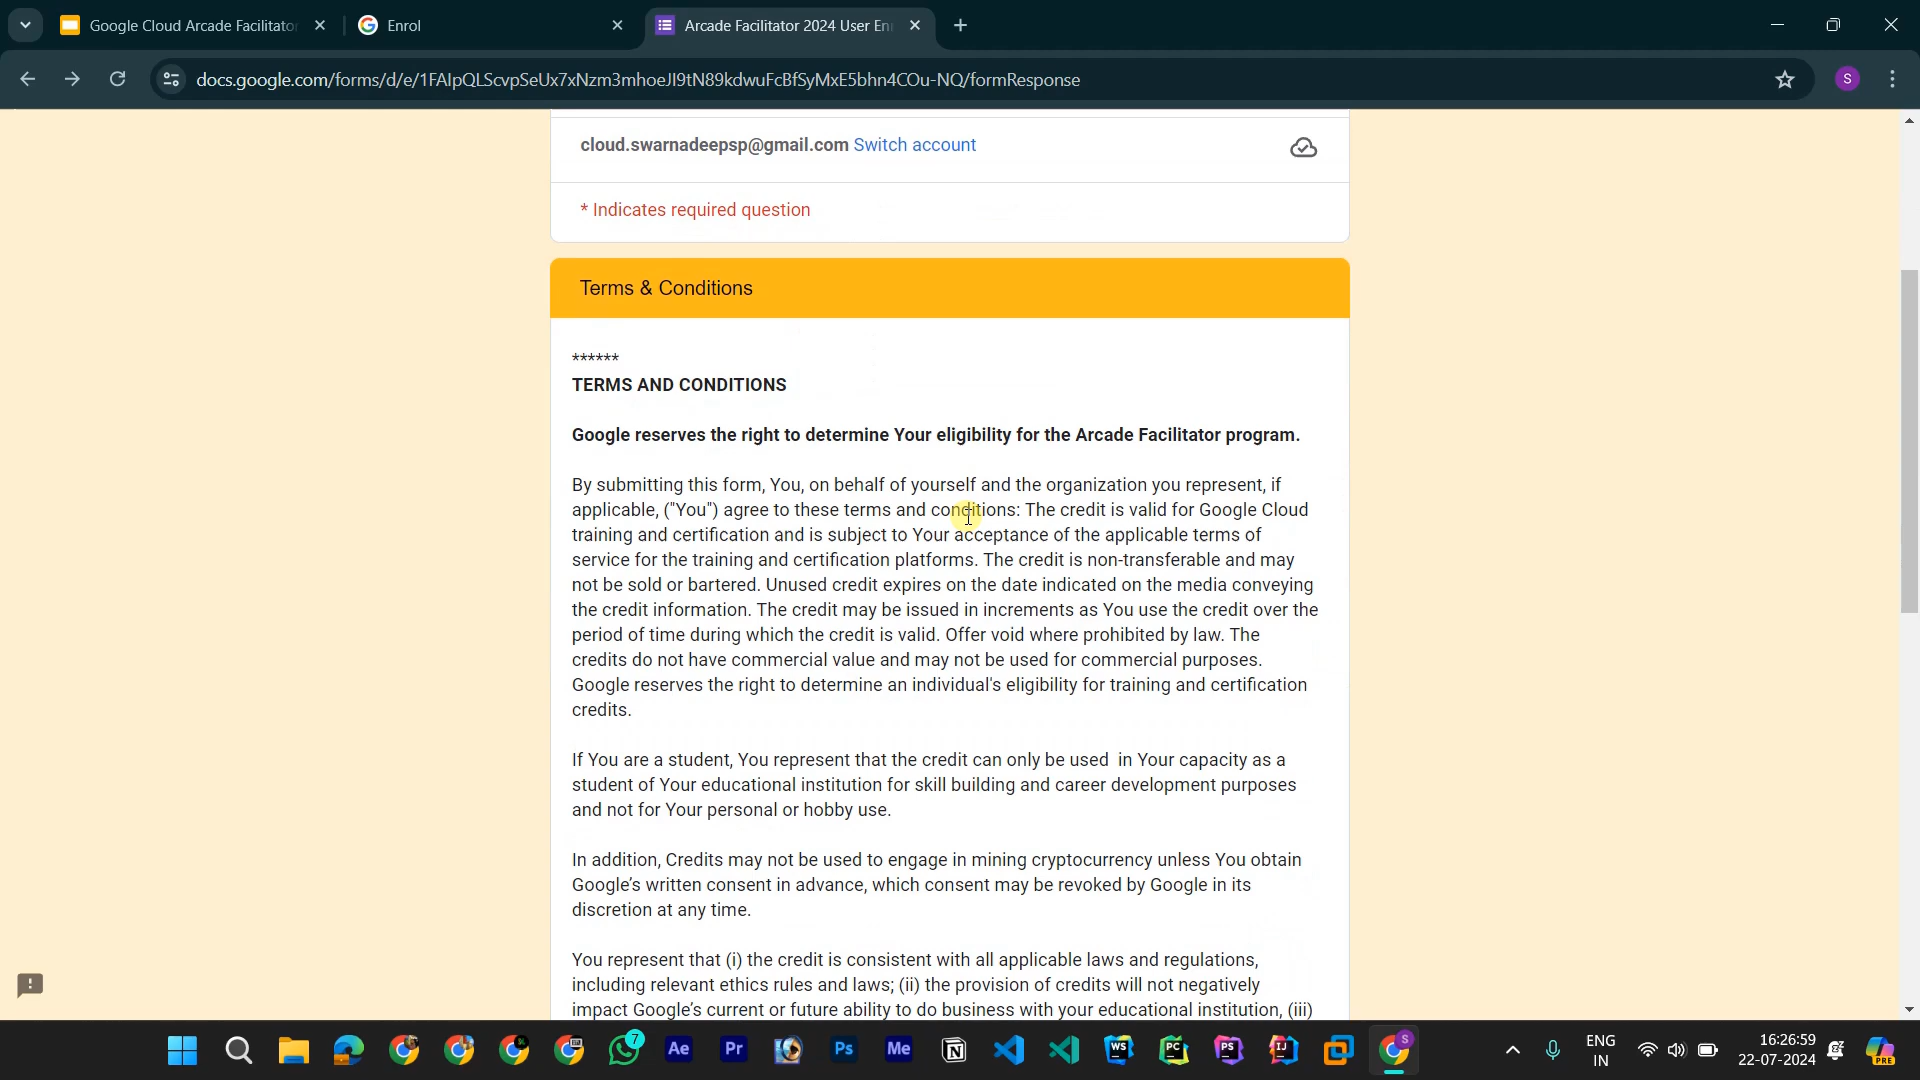 Google Cloud Arcade Facilitator
Enrol
Arcade Facilitator 2024 User En
docs.google.com/forms/d/e/1FAIpQLScvpSeUx7xNzm3mhoeJI9tN89kdwuFcBfSyMxE5bhn4COu-NQ/formResponse
S
cloud.swarnadeepsp@gmail.com Switch account
* Indicates required question
Terms & Conditions
******
TERMS AND CONDITIONS
Google reserves the right to determine Your eligibility for the Arcade Facilitator program.
By submitting this form, You, on behalf of yourself and the organization you represent, if
applicable, ("You") agree to these terms and conditions: The credit is valid for Google Cloud
training and certification and is subject to Your acceptance of the applicable terms of
service for the training and certification platforms. The credit is non-transferable and may
not be sold or bartered. Unused credit expires on the date indicated on the media conveying
the credit information. The credit may be issued in increments as You use the credit over the
period of time during which the credit is valid. Offer void where prohibited by law. The
credits do not have commercial value and may not be used for commercial purposes.
Google reserves the right to determine an individual's eligibility for training and certification
credits.
If You are a student, You represent that the credit can only be used  in Your capacity as a
student of Your educational institution for skill building and career development purposes
and not for Your personal or hobby use.
In addition, Credits may not be used to engage in mining cryptocurrency unless You obtain
Google’s written consent in advance, which consent may be revoked by Google in its
discretion at any time.
You represent that (i) the credit is consistent with all applicable laws and regulations,
including relevant ethics rules and laws; (ii) the provision of credits will not negatively
impact Google’s current or future ability to do business with your educational institution, (iii)
7
Ae
Pr
Ps
Me
WS
PC
PS
IJ
S
ENG
IN
16:26:59
22-07-2024
PRE